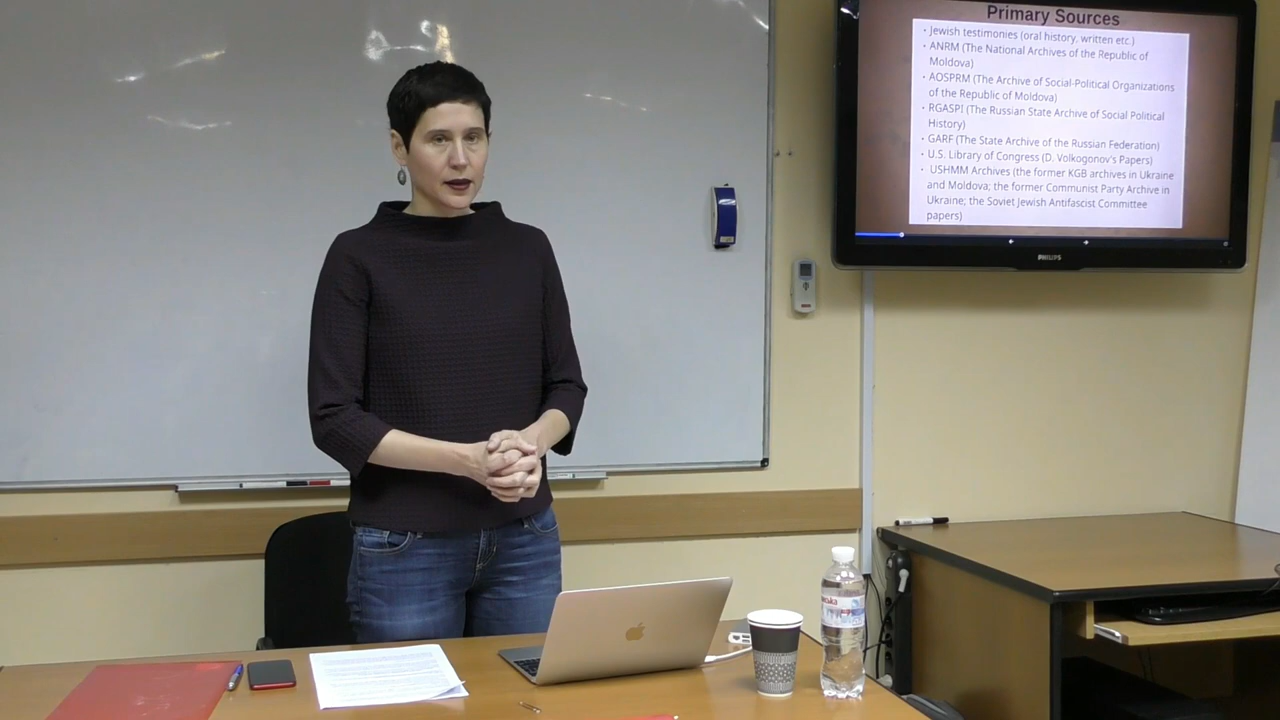 Primary Sources
• Jewish testimonies (oral history, written etc.)
• ANRM (The National Archives of the Republic of
Moldova)
• AOSPRM (The Archive of Social-Political Organizations
of the Republic of Moldova)
• RGASPI (The Russian State Archive of Social Political
History)
• GARF (The State Archive of the Russian Federation)
• U.S. Library of Congress (D. Volkogonov's Papers)
• USHMM Archives (the former KGB archives in Ukraine
and Moldova; the former Communist Party Archive in
Ukraine; the Soviet Jewish Antifascist Committee
papers)
PHILIPS